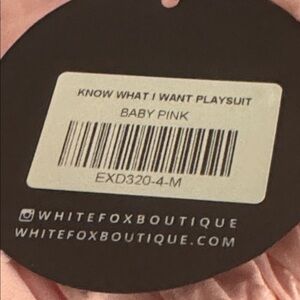 KNOW WHAT I WANT PLAYSUIT
BABY PINK
EXD320-4-M
WHITEFOXBOUTIQUE
WHITEFOXBOUTIQUE.COM